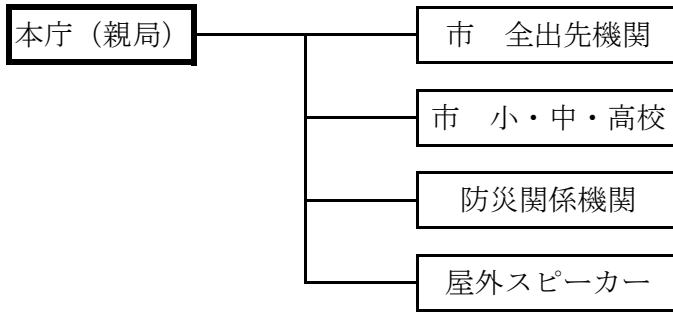 本庁（親局）
市　全出先機関
市　小・中・高校
防災関係機関
屋外スピーカー